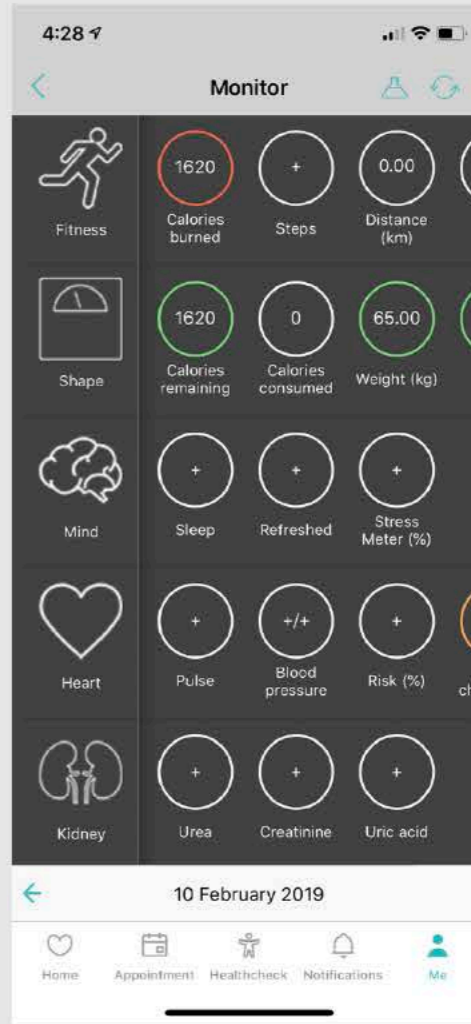 4:28
Monitor
1620
+
0.00
Fitness
Calories
burned
Steps
Distance
(km)
1620
0
65.00
Shape
Calories
remaining
Calories
consumed
Weight (kg)
+
+
+
Mind
Sleep
Refreshed
Stress
Meter (%)
+
+/+
+
Heart
Pulse
Blood
pressure
Risk (%)
ch
+
+
+
Kidney
Urea
Creatinine
Uric acid
10 February 2019
Home
Appointment
Healthcheck
Notifications
Me